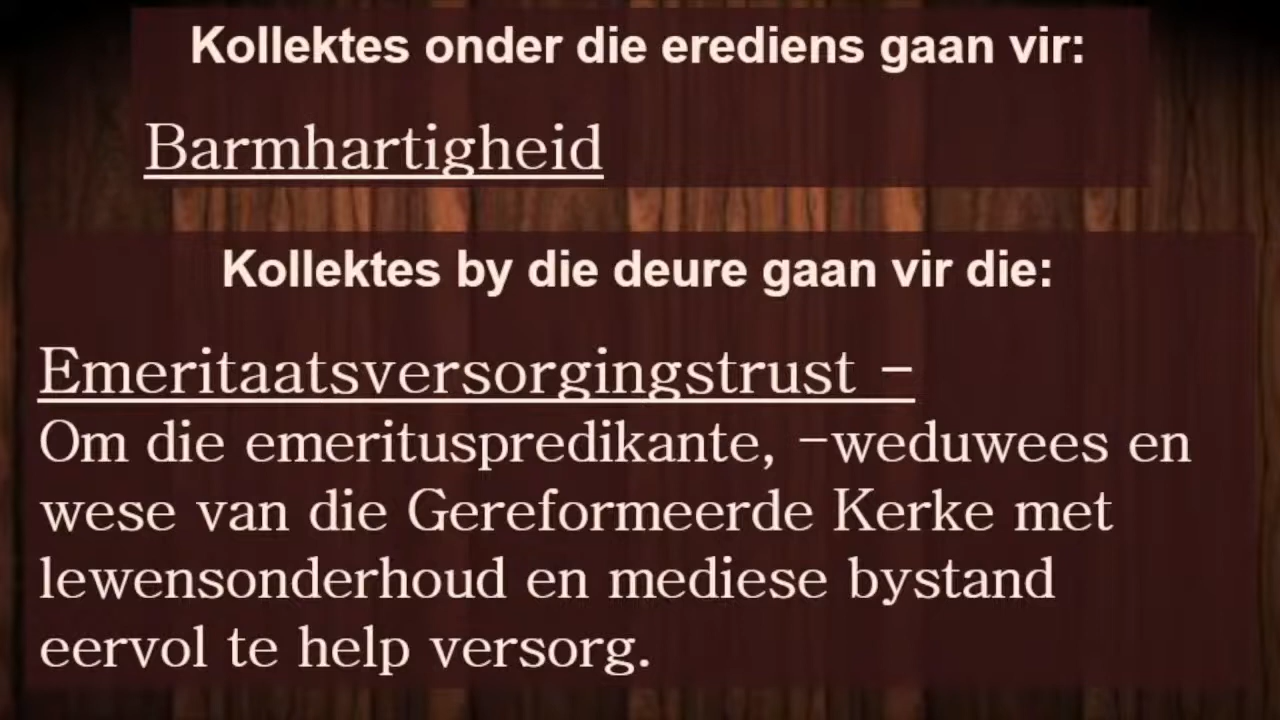 Kollektes onder die erediens gaan vir:
Barmhartigheid
Kollektes by die deure gaan vir die:
Emeritaatsversorgingstrust –
Om die emerituspredikante, –weduwees en
wese van die Gereformeerde Kerke met
lewensonderhoud en mediese bystand
eervol te help versorg.